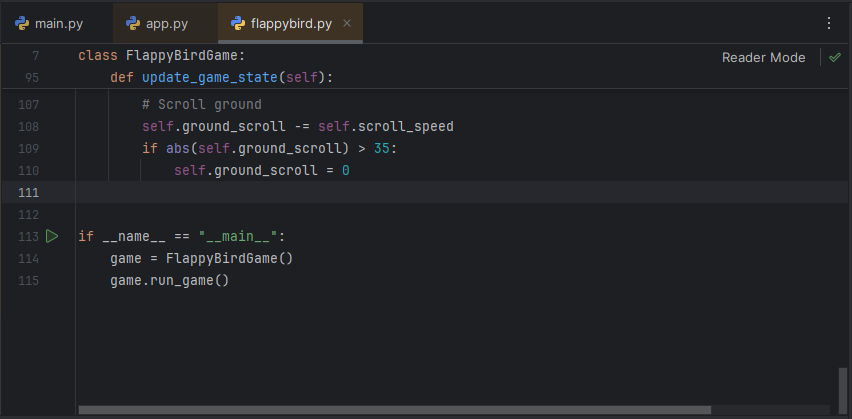 main.py app.py flappybird.py
7 class FlappyBirdGame: Reader Mode
95 def update_game_state(self):
107 # Scroll ground
108 self.ground_scroll -= self.scroll_speed
109 if abs(self.ground_scroll) > 35:
110 self.ground_scroll = 0
111
112
113 if __name__ == "__main__":
114 game = FlappyBirdGame()
115 game.run_game()